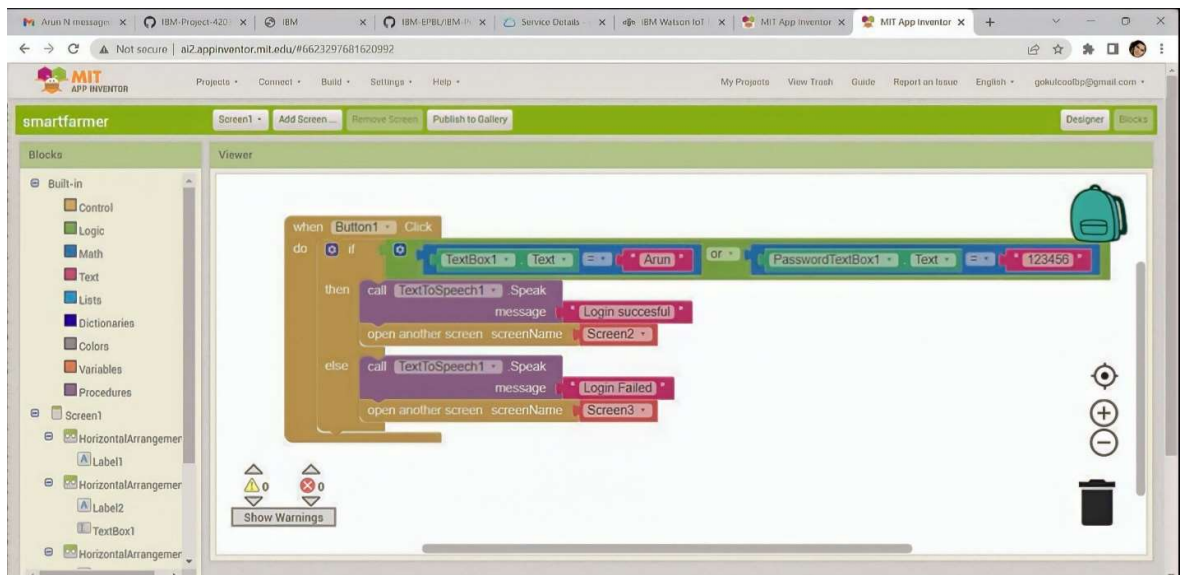 Arun N message
IBM-Project-420
IBM
IBM-EPBL/IBM-P
Service Details -
IBM Watson IoT
MIT App Inventor
MIT App Inventor
Not secure | ai2.appinventor.mit.edu/#6623297681620992
MIT
APP INVENTOR
Projects
Connect
Build
Settings
Help
My Projects
View Trash
Guide
Report an Issue
English
gokulcoolbp@gmail.com
smartfarmer
Screen1
Add Screen ...
Remove Screen
Publish to Gallery
Designer
Blocks
Blocks
Viewer
Built-in
Control
Logic
Math
Text
Lists
Dictionaries
Colors
Variables
Procedures
Screen1
HorizontalArrangemer
Label1
HorizontalArrangemer
Label2
TextBox1
HorizontalArrangemer
when Button1 . Click
do if TextBox1 . Text = " Arun " or PasswordTextBox1 . Text = " 123456 "
then call TextToSpeech1 .Speak
message " Login succesful "
open another screen screenName Screen2
else call TextToSpeech1 .Speak
message " Login Failed "
open another screen screenName Screen3
0 0
Show Warnings